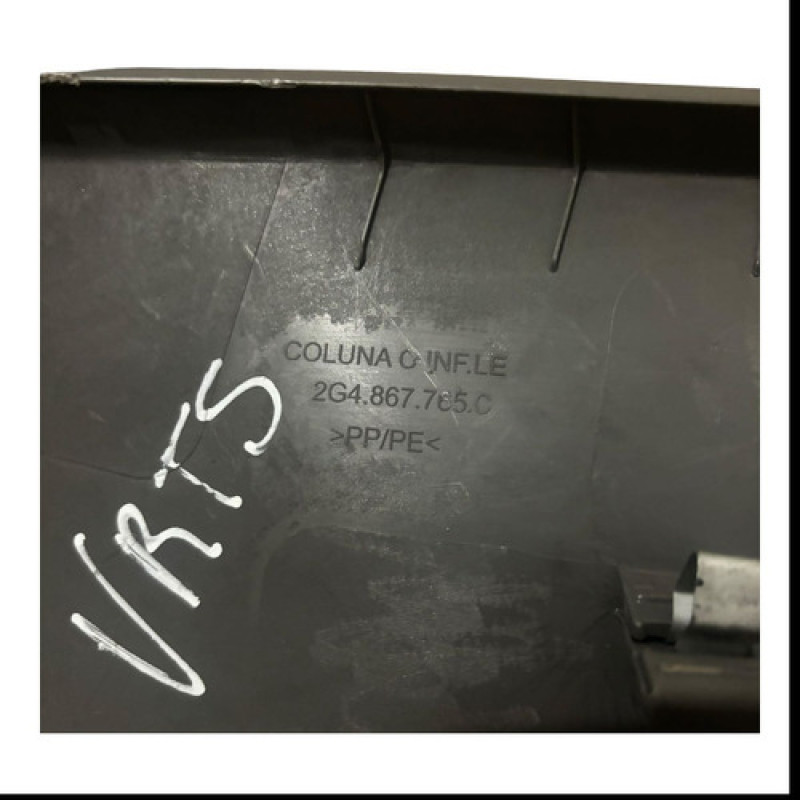 COLUNA C INF.LE
2G4.867.765.C
>PP/PE<
VRTS